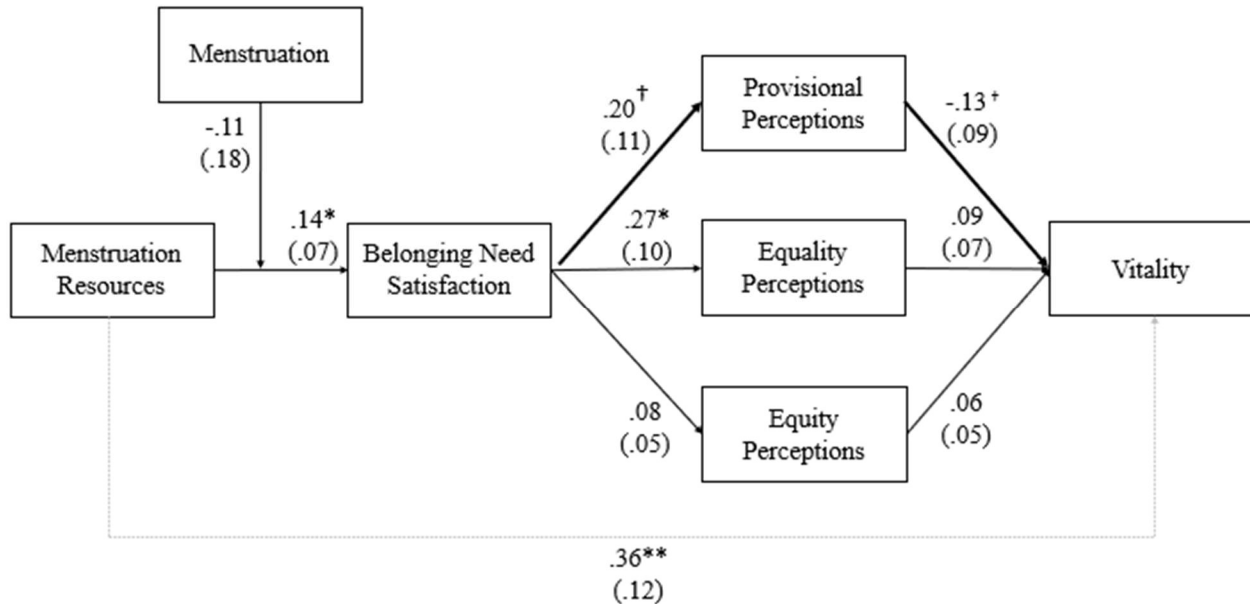 Menstruation
-.11
(.18)
Menstruation
Resources
.14*
(.07)
Belonging Need
Satisfaction
.20†
(.11)
.27*
(.10)
.08
(.05)
Provisional
Perceptions
Equality
Perceptions
Equity
Perceptions
-.13†
(.09)
.09
(.07)
.06
(.05)
Vitality
.36**
(.12)